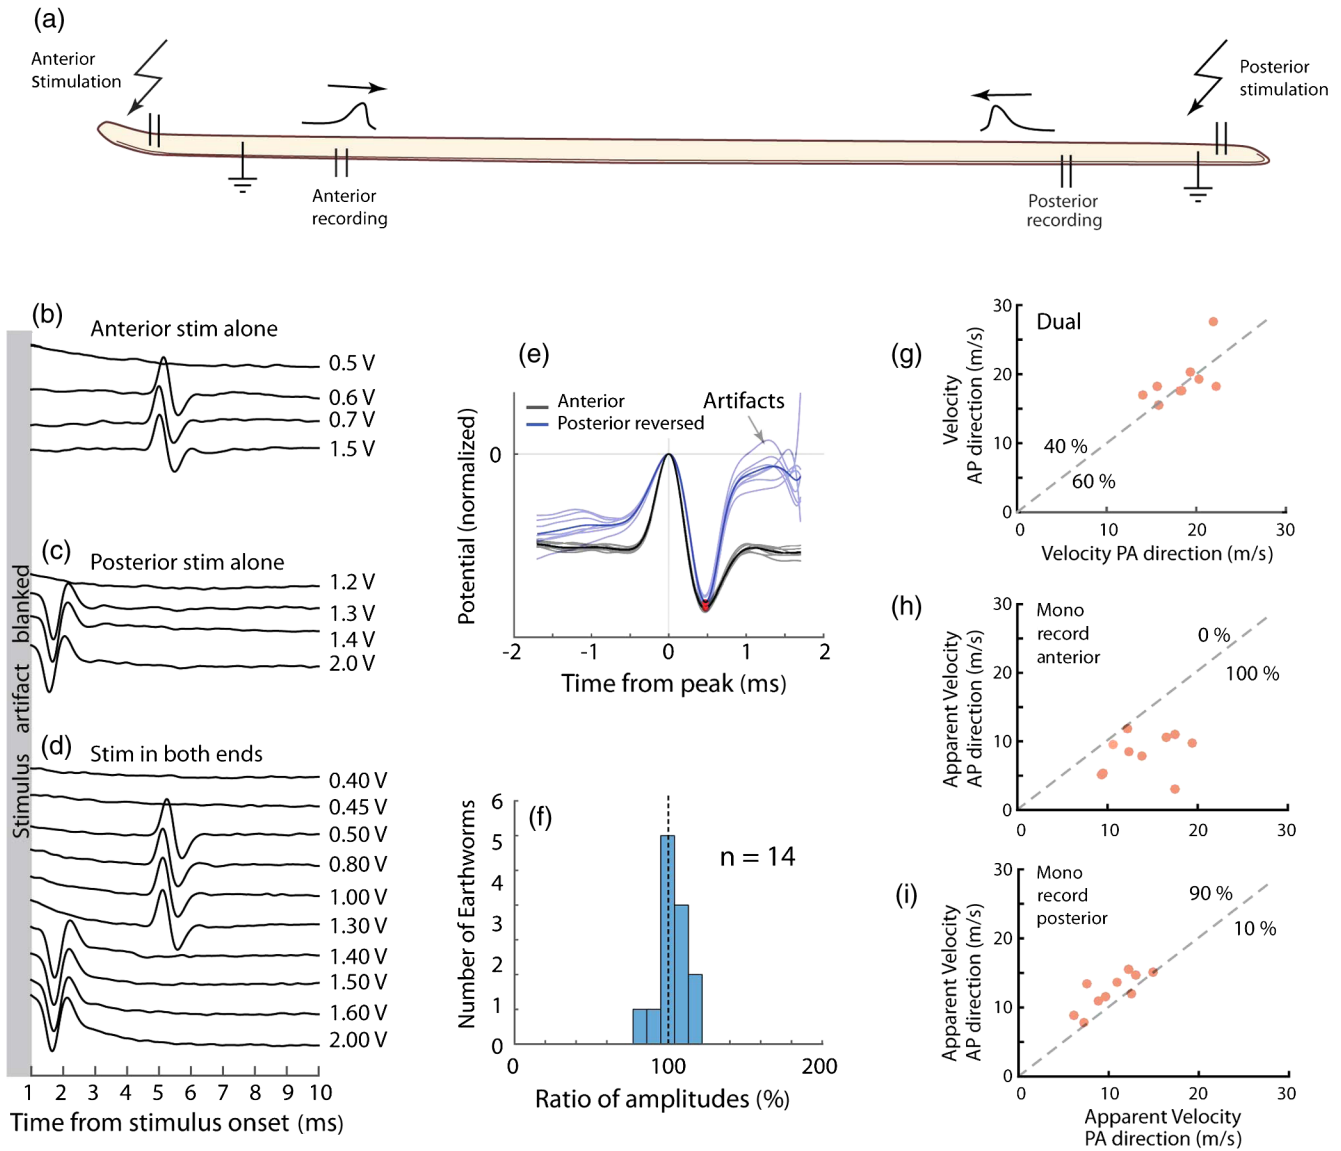 (a)
Anterior
Stimulation
Posterior
stimulation
Anterior
recording
Posterior
recording
(b)
Anterior stim alone
0.5 V
0.6 V
0.7 V
1.5 V
(c)
Posterior stim alone
1.2 V
1.3 V
1.4 V
2.0 V
(d)
Stim in both ends
0.40 V
0.45 V
0.50 V
0.80 V
1.00 V
1.30 V
1.40 V
1.50 V
1.60 V
2.00 V
Stimulus artifact blanked
1 2 3 4 5 6 7 8 9 10
Time from stimulus onset (ms)
(e)
Anterior
Posterior reversed
Artifacts
Potential (normalized)
0
-2 -1 0 1 2
Time from peak (ms)
(f)
n = 14
Number of Earthworms
6
5
4
3
2
1
0
0 100 200
Ratio of amplitudes (%)
(g)
Dual
Velocity
AP direction (m/s)
30
20
10
0
40 %
60 %
0 10 20 30
Velocity PA direction (m/s)
(h)
Mono
record
anterior
Apparent Velocity
AP direction (m/s)
30
20
10
0
0 %
100 %
0 10 20 30
(i)
Mono
record
posterior
Apparent Velocity
AP direction (m/s)
30
20
10
0
90 %
10 %
0 10 20 30
Apparent Velocity
PA direction (m/s)